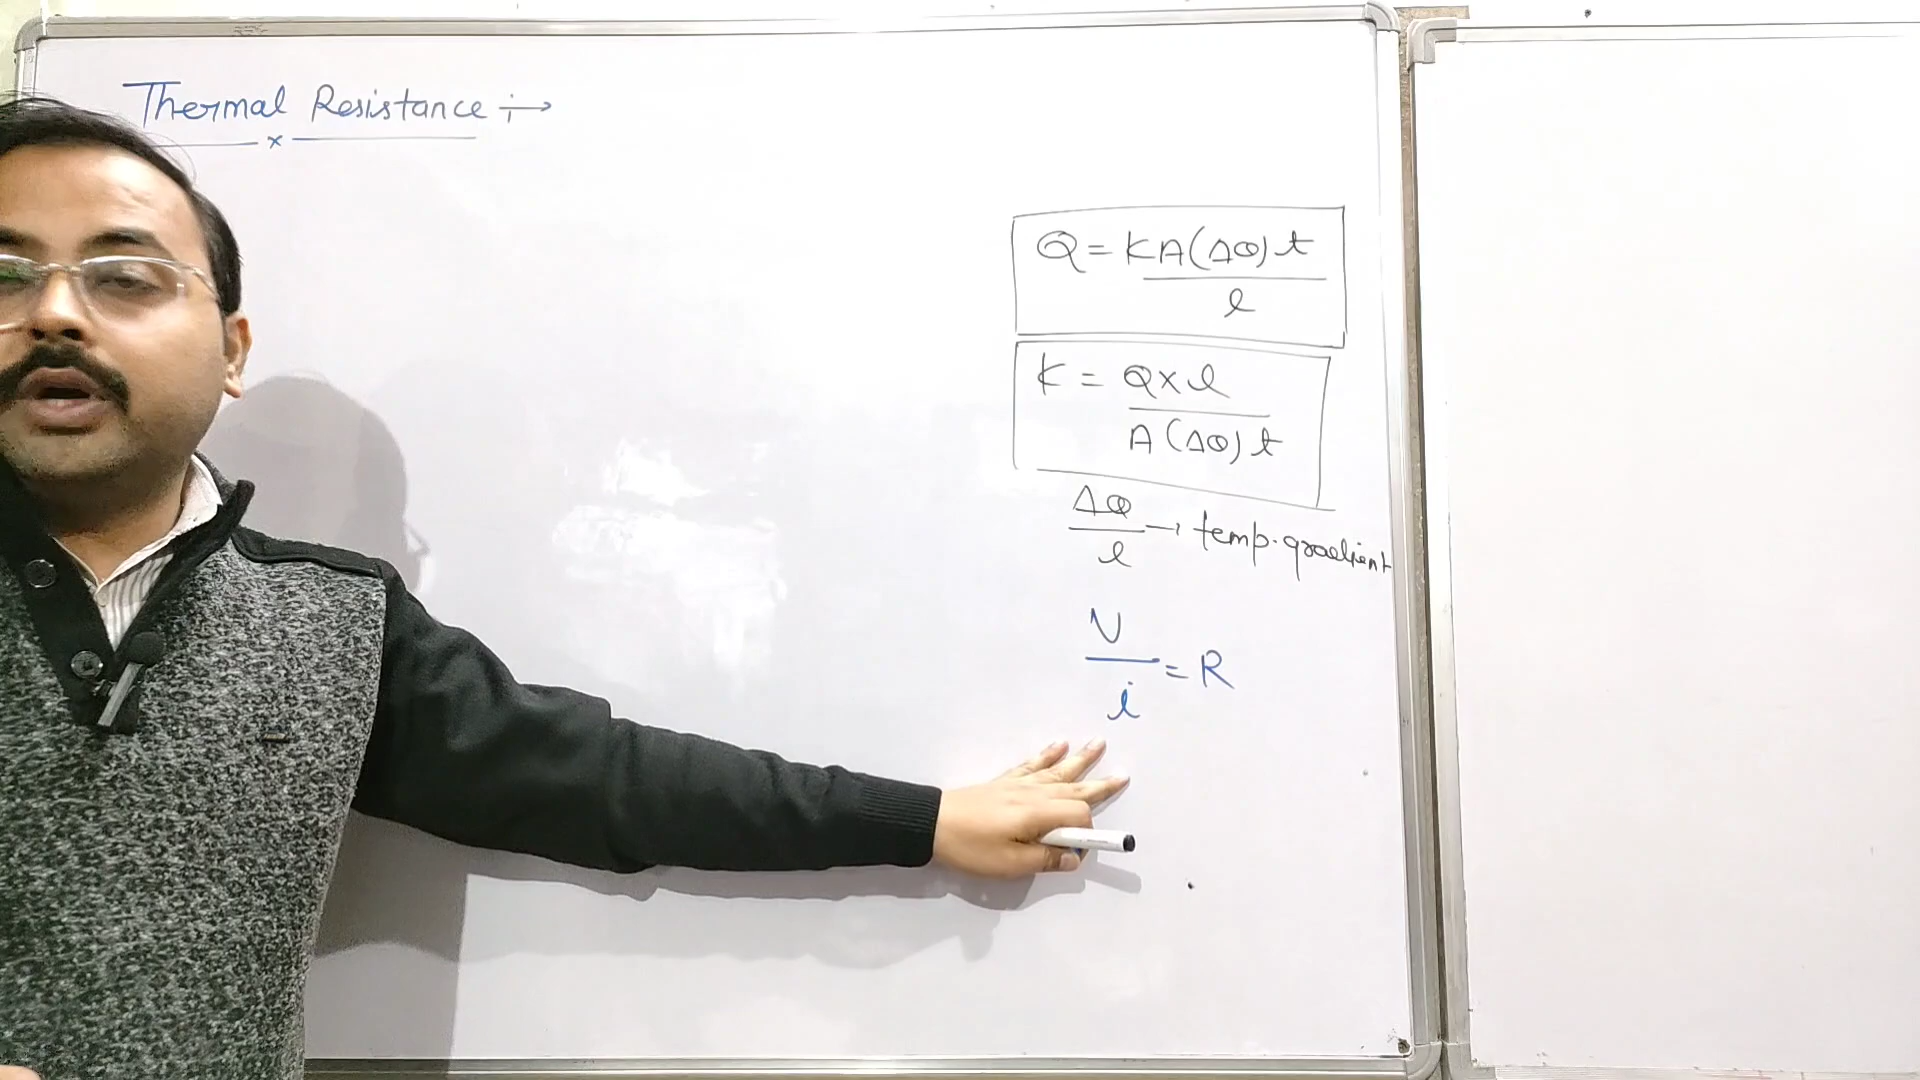 Thermal Resistance :→
Q = KA(Δθ)t
l
K = Q×l
A(Δθ)t
Δθ
l
→ temp. gradient
V
i
= R